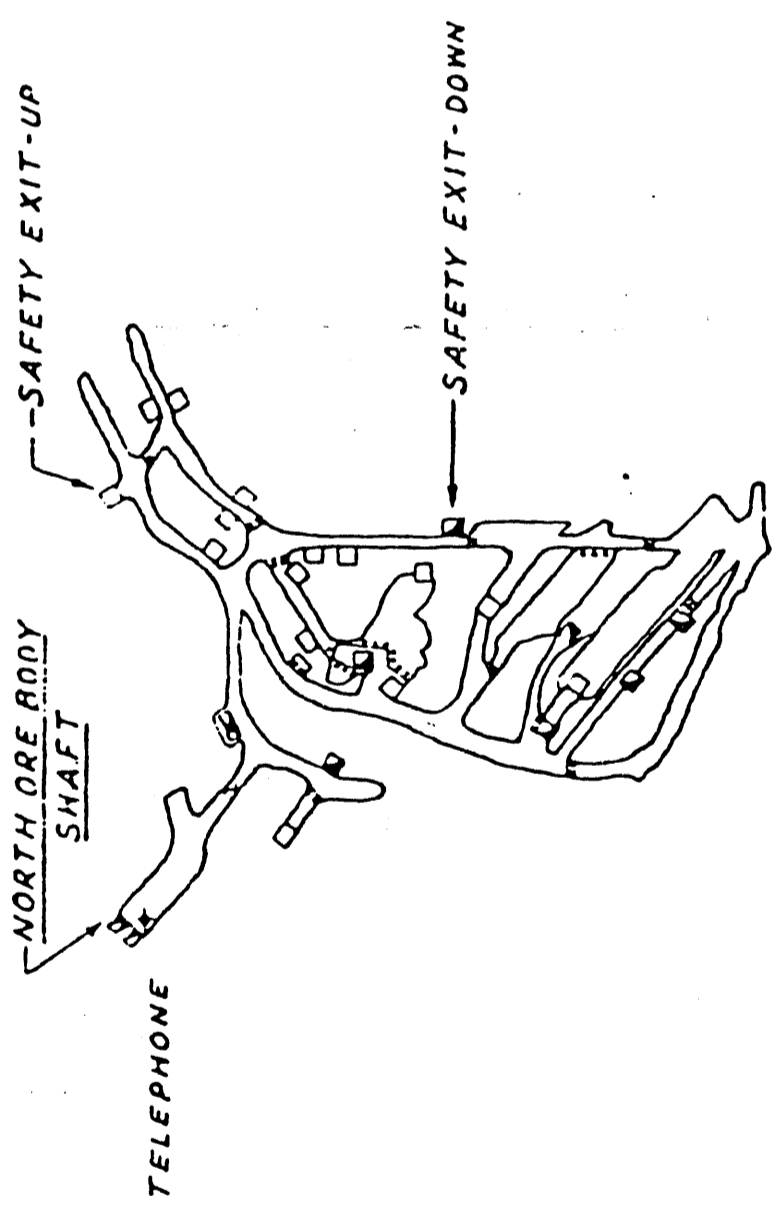 SAFETY EXIT-UP
SAFETY EXIT-DOWN
NORTH ORE BODY
SHAFT
TELEPHONE